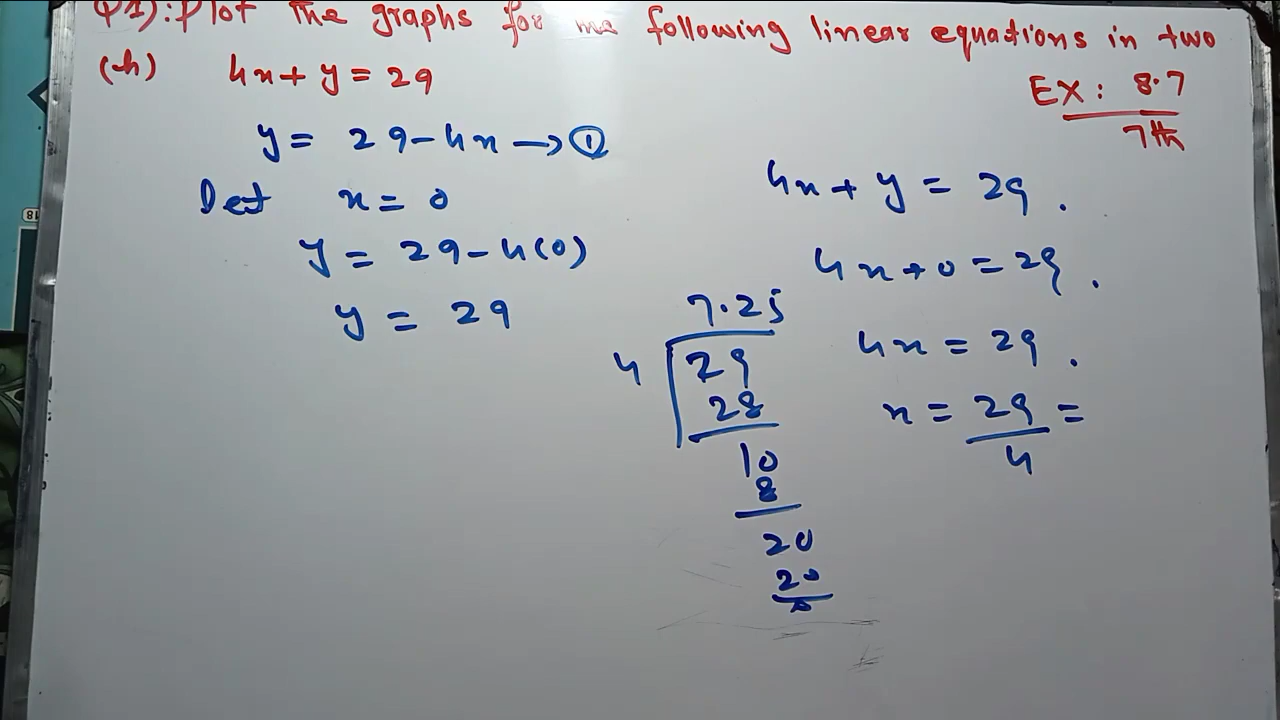 Q1): Plot the graphs for the following linear equations in two
(h) 4x + y = 29
EX: 8.7
7th
y = 29 - 4x → ①
Let x = 0
y = 29 - 4(0)
y = 29
4x + y = 29 .
4x + 0 = 29 .
4x = 29 .
x = 29/4 =
7.25
4 29
28
10
8
20
20
0
18